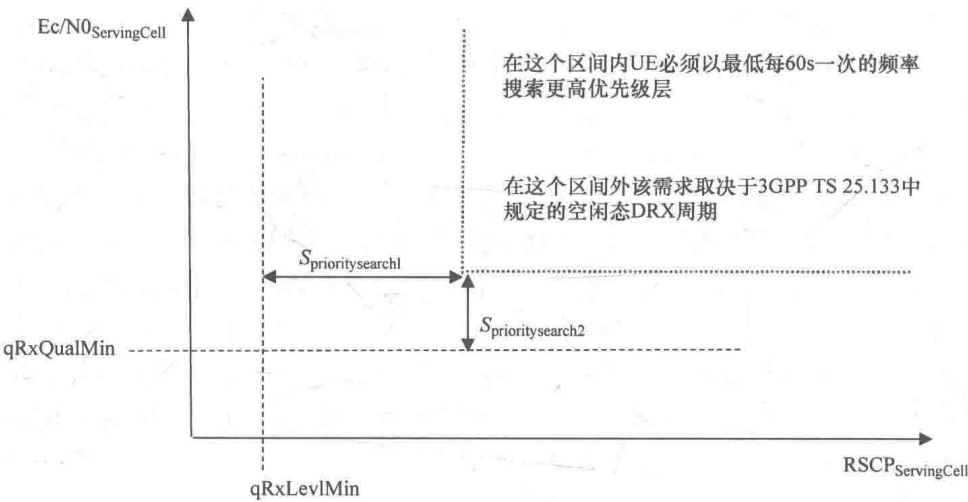 Ec/N0ServingCell
在这个区间内UE必须以最低每60s一次的频率
搜索更高优先级层
在这个区间外该需求取决于3GPP TS 25.133中
规定的空闲态DRX周期
Sprioritysearch1
Sprioritysearch2
qRxQualMin
RSCPServingCell
qRxLevlMin